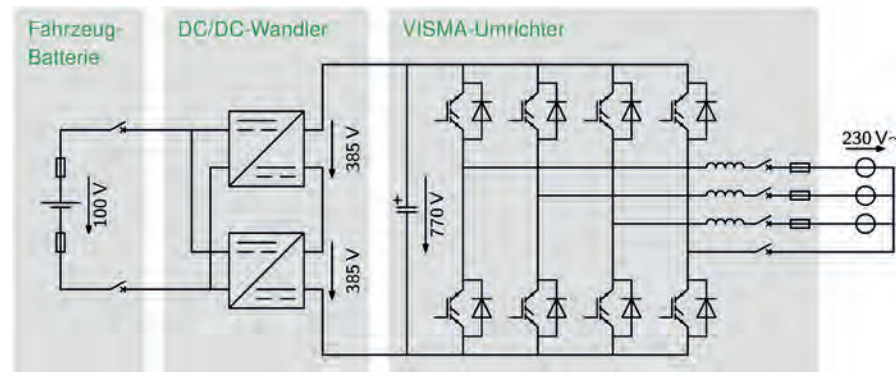 Fahrzeug-
Batterie
DC/DC-Wandler
VISMA-Umrichter
100 V
385 V
385 V
+
770 V
230 V~